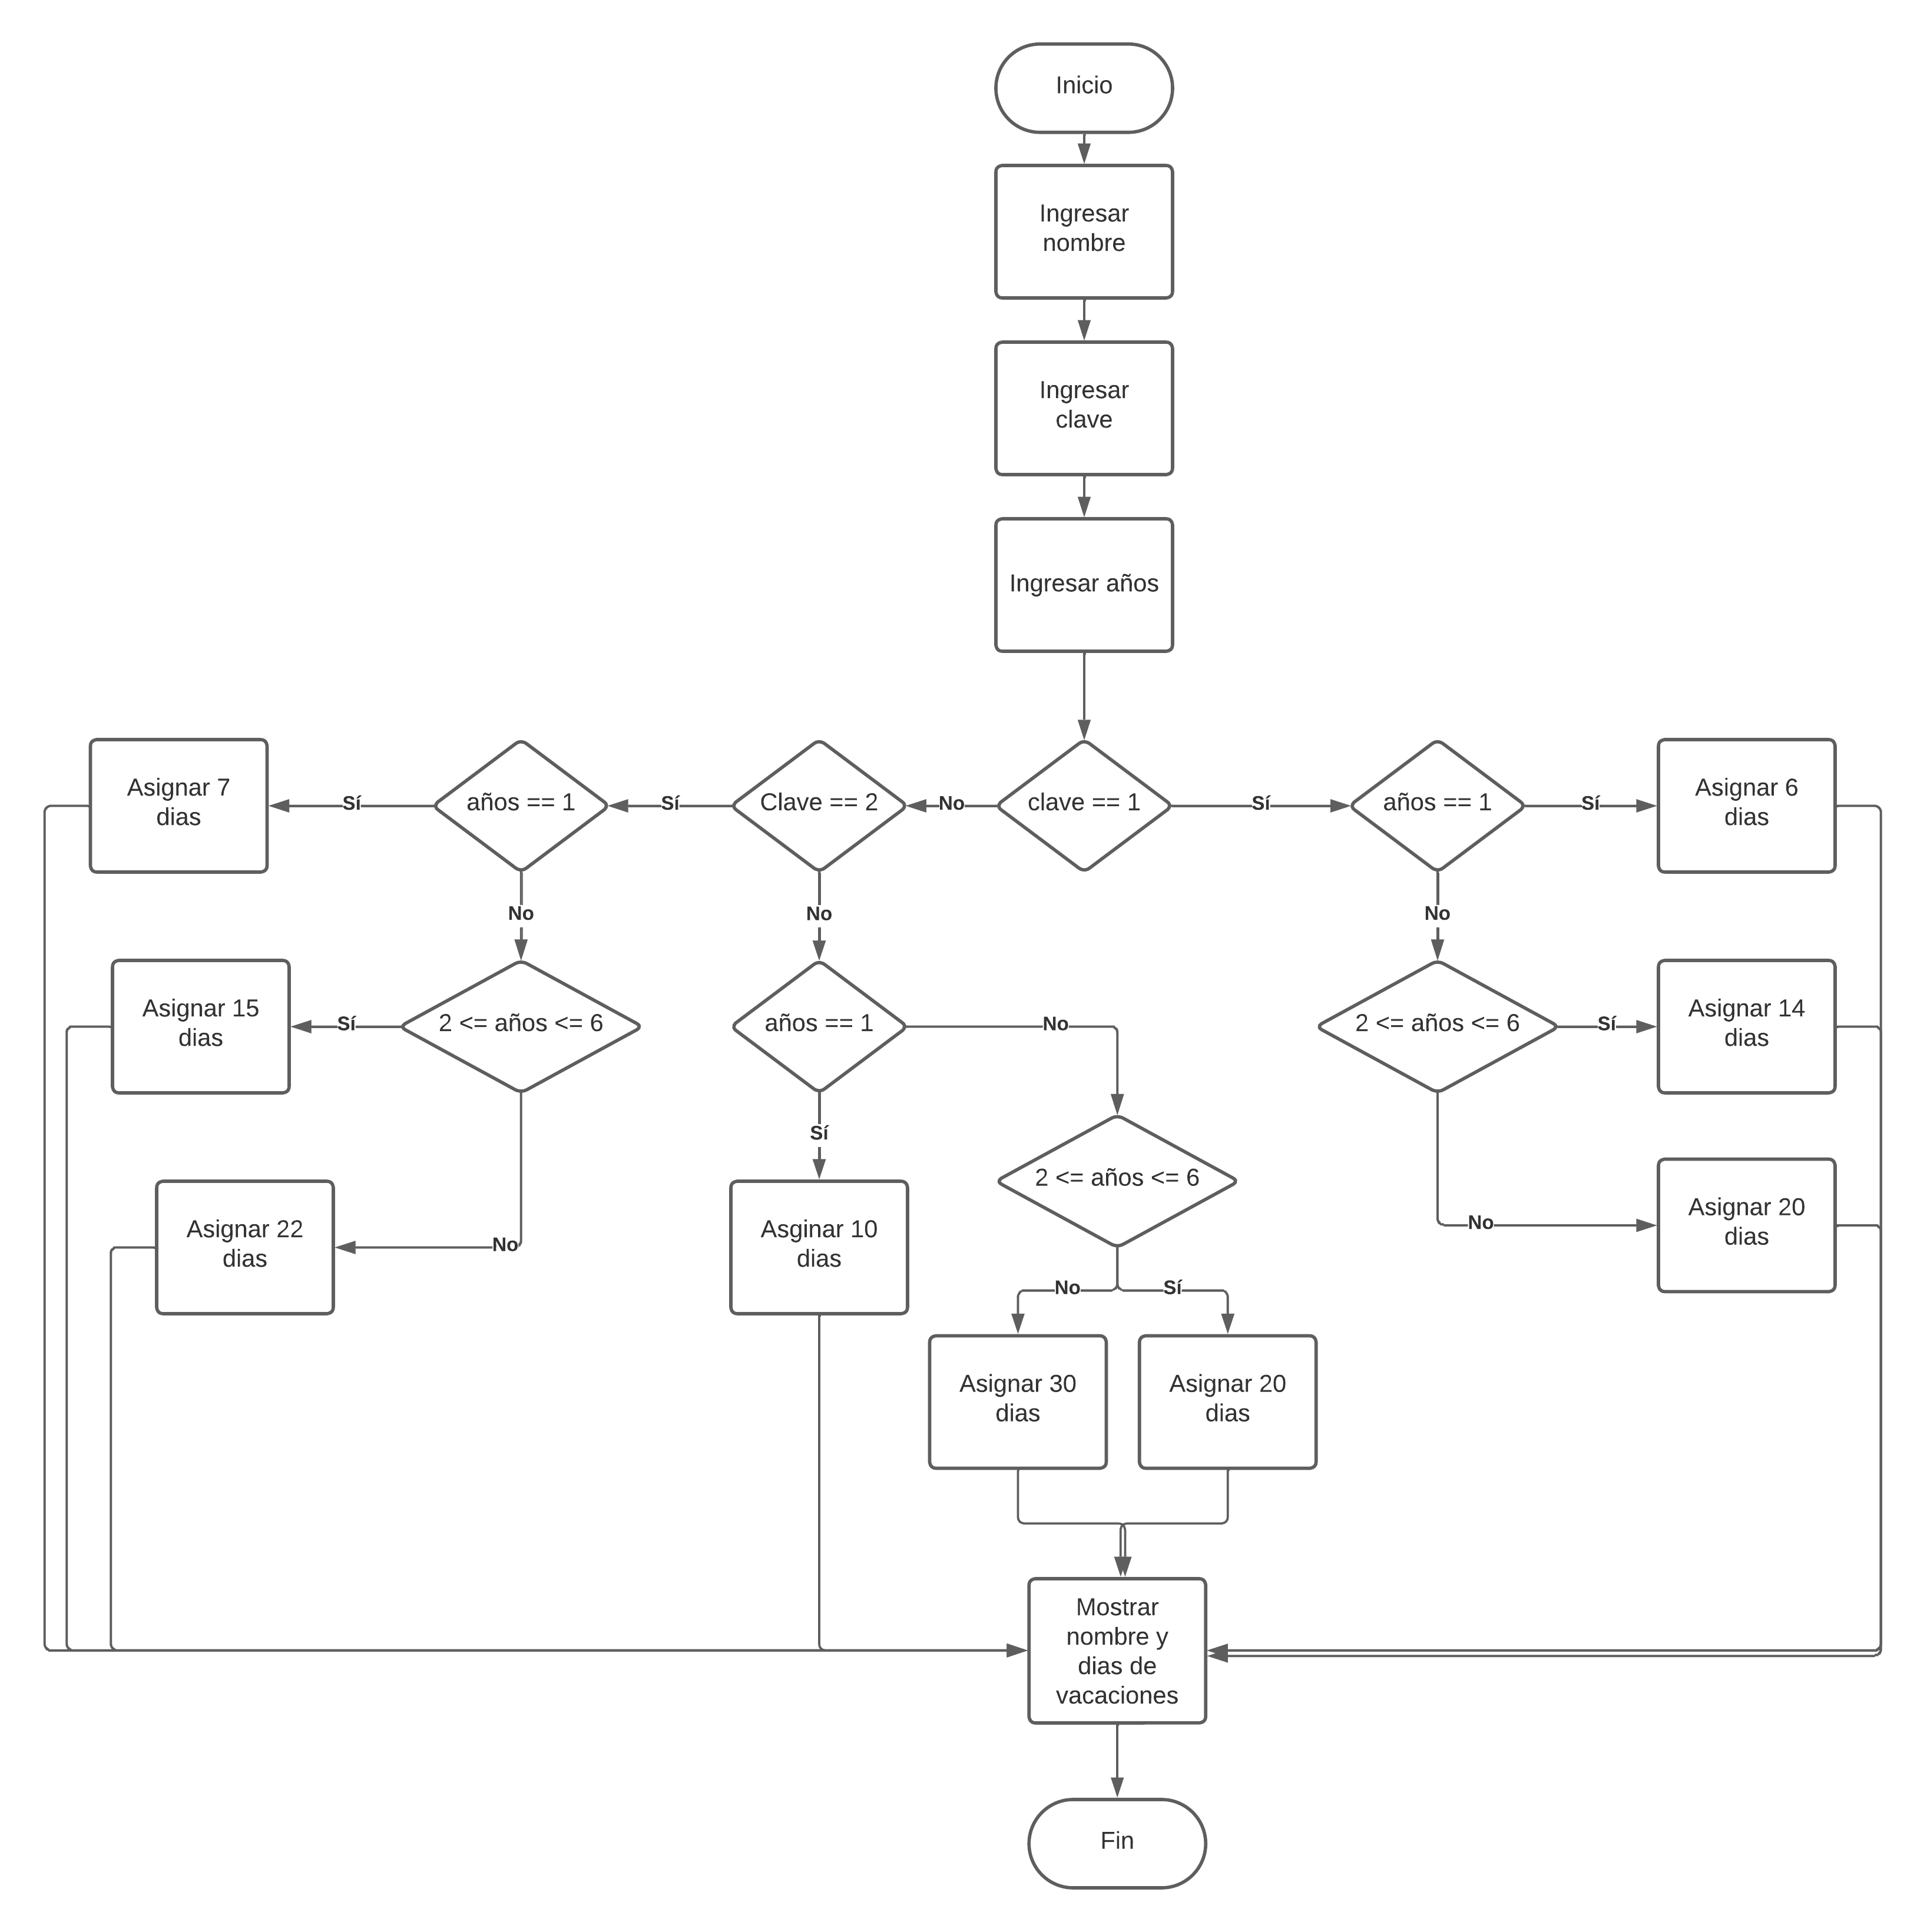 Inicio
Ingresar
nombre
Ingresar
clave
Ingresar años
Asignar 7
dias
Sí
años == 1
Sí
Clave == 2
No
clave == 1
Sí
años == 1
Sí
Asignar 6
dias
No
No
No
Asignar 15
dias
Sí
2 <= años <= 6
años == 1
No
2 <= años <= 6
Sí
Asignar 14
dias
Sí
2 <= años <= 6
Asignar 22
dias
No
Asginar 10
dias
No
Asignar 20
dias
No
Sí
Asignar 30
dias
Asignar 20
dias
Mostrar
nombre y
dias de
vacaciones
Fin